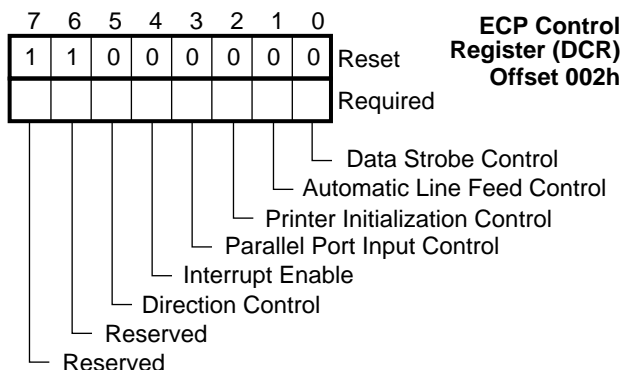 7 6 5 4 3 2 1 0
ECP Control
Register (DCR)
Offset 002h
1 1 0 0 0 0 0 0 Reset
Required
Data Strobe Control
Automatic Line Feed Control
Printer Initialization Control
Parallel Port Input Control
Interrupt Enable
Direction Control
Reserved
Reserved